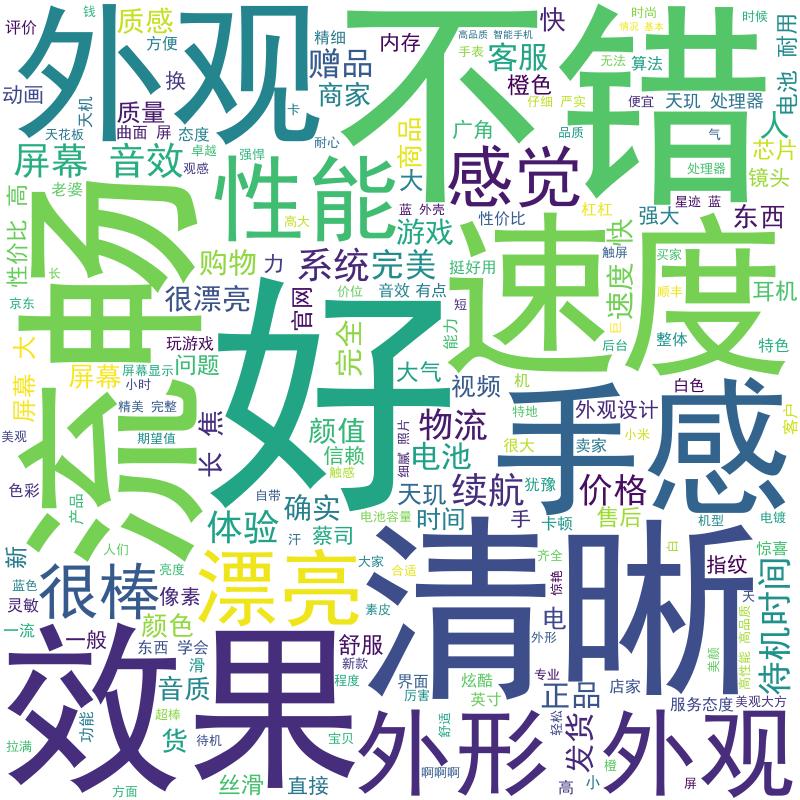 外观
不错
评价
质感
方便
钱
精细
赠品
商家
内存
高品质 智能手机
手表
客服
橙色
快
时尚
情况 基本
时候
耐用
电池
动画
换
天机
质量
曲面 屏
态度
卡
广角
商品
仔细 严实
无法
算法
便宜
天玑 处理器
人
芯片
镜头
天花板
卓越
强悍
耐心
品质
气
处理器
屏幕
音效
观感
性能
感觉
大
老婆
高
性价比
流畅
高大
蓝 外壳
性价比
杠杠
强大
星迹 蓝
东西
游戏
速度
触屏
快
速度
买家
长
购物
力
系统
完美
挺好用
京东
很漂亮
官网
价位
音效 有点
短
巨
顺丰
耳机
大
屏幕
玩游戏
好
完全
能力
后台
整体
特色
屏幕
屏幕显示
问题
小时
大气
视频
机
白色
精美 完整
手感
外观设计
客户
美观
期望值
长焦
颜值
信赖
物流
特地
很大
卖家
小米
细腻 照片
触感
电池
色彩
产品
自带
天玑
续航
犹豫
价格
确实
电池容量
时间
手
卡顿
售后
机型
电镀
体验
蔡司
汗
清晰
新
人们
亮度
大家
合适
齐全
惊艳
白
指纹
惊喜
蓝色
灵敏
很棒
像素
漂亮
素皮
天
待机时间
高性能 高品质
一流
一般
颜色
电
外形
美颜
效果
东西 学会
滑
舒服
新款
界面
厉害
炫酷
英寸
专业
正品
店家
服务态度
美观大方
音质
程度
拉满
功能
超棒
货
待机
宝贝
外形
舒适
轻松
发货
外观
方面
丝滑
直接
啊啊啊
高
小
橙
屏